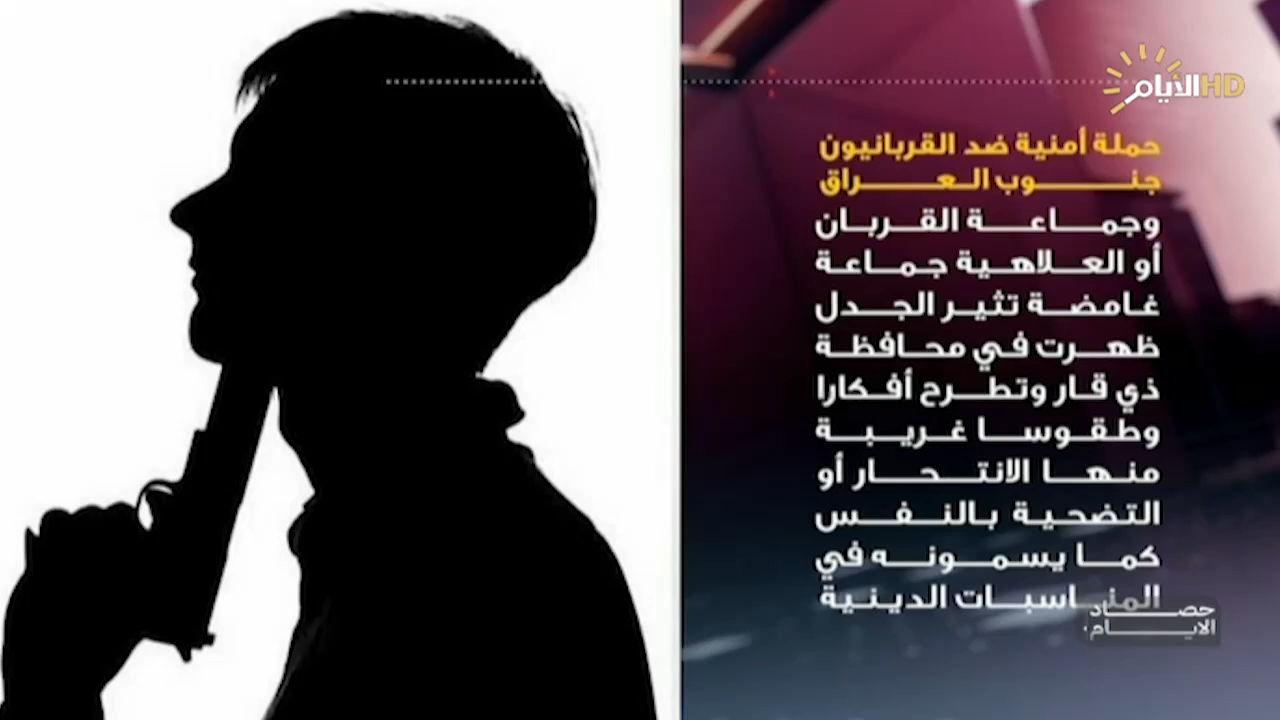 الأيام HD
حملة أمنية ضد القربانيون
جنوب العراق
وجماعة القربان
أو العلاهية جماعة
غامضة تثير الجدل
ظهرت في محافظة
ذي قار وتطرح أفكارا
وطقوسا غريبة
منها الانتحار أو
التضحية بالنفس
كما يسمونه في
المناسبات الدينية
حصاد
الايام